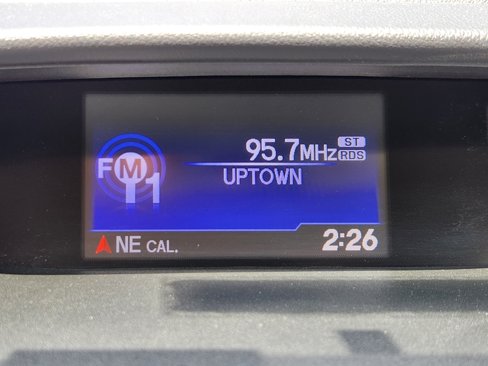 95.7MHz ST
RDS
FM1
UPTOWN
NE CAL.
2:26